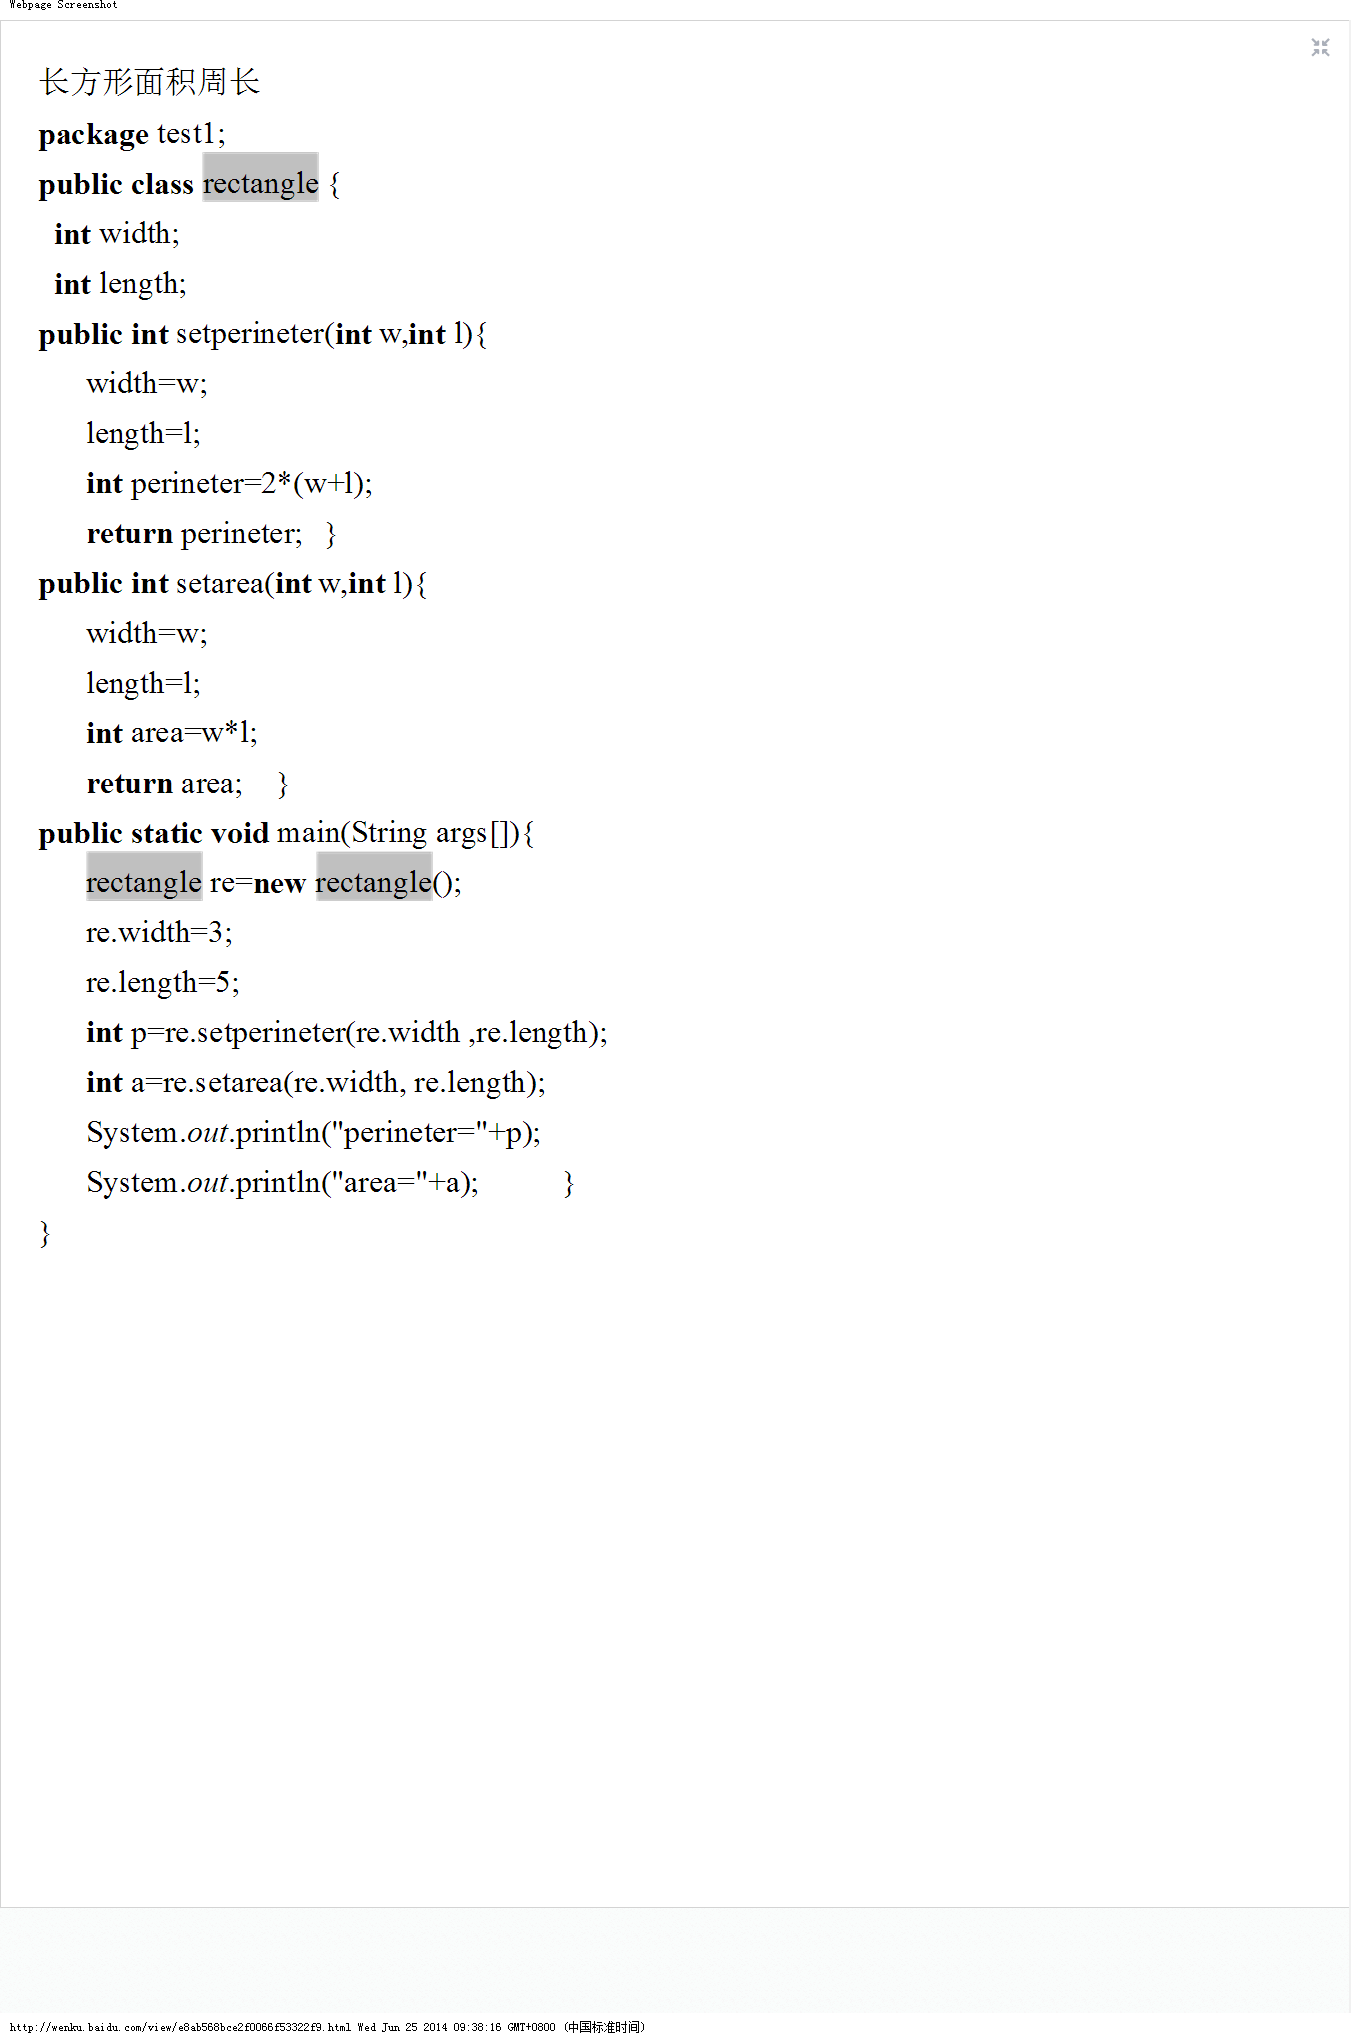 Webpage Screenshot
长方形面积周长
package test1;
public class rectangle {
int width;
int length;
public int setperineter(int w,int l){
width=w;
length=l;
int perineter=2*(w+l);
return perineter; }
public int setarea(int w,int l){
width=w;
length=l;
int area=w*l;
return area; }
public static void main(String args[]){
rectangle re=new rectangle();
re.width=3;
re.length=5;
int p=re.setperineter(re.width ,re.length);
int a=re.setarea(re.width, re.length);
System.out.println("perineter="+p);
System.out.println("area="+a); }
}
http://wenku.baidu.com/view/e8ab568bce2f0066f53322f9.html Wed Jun 25 2014 09:38:16 GMT+0800 (中国标准时间)